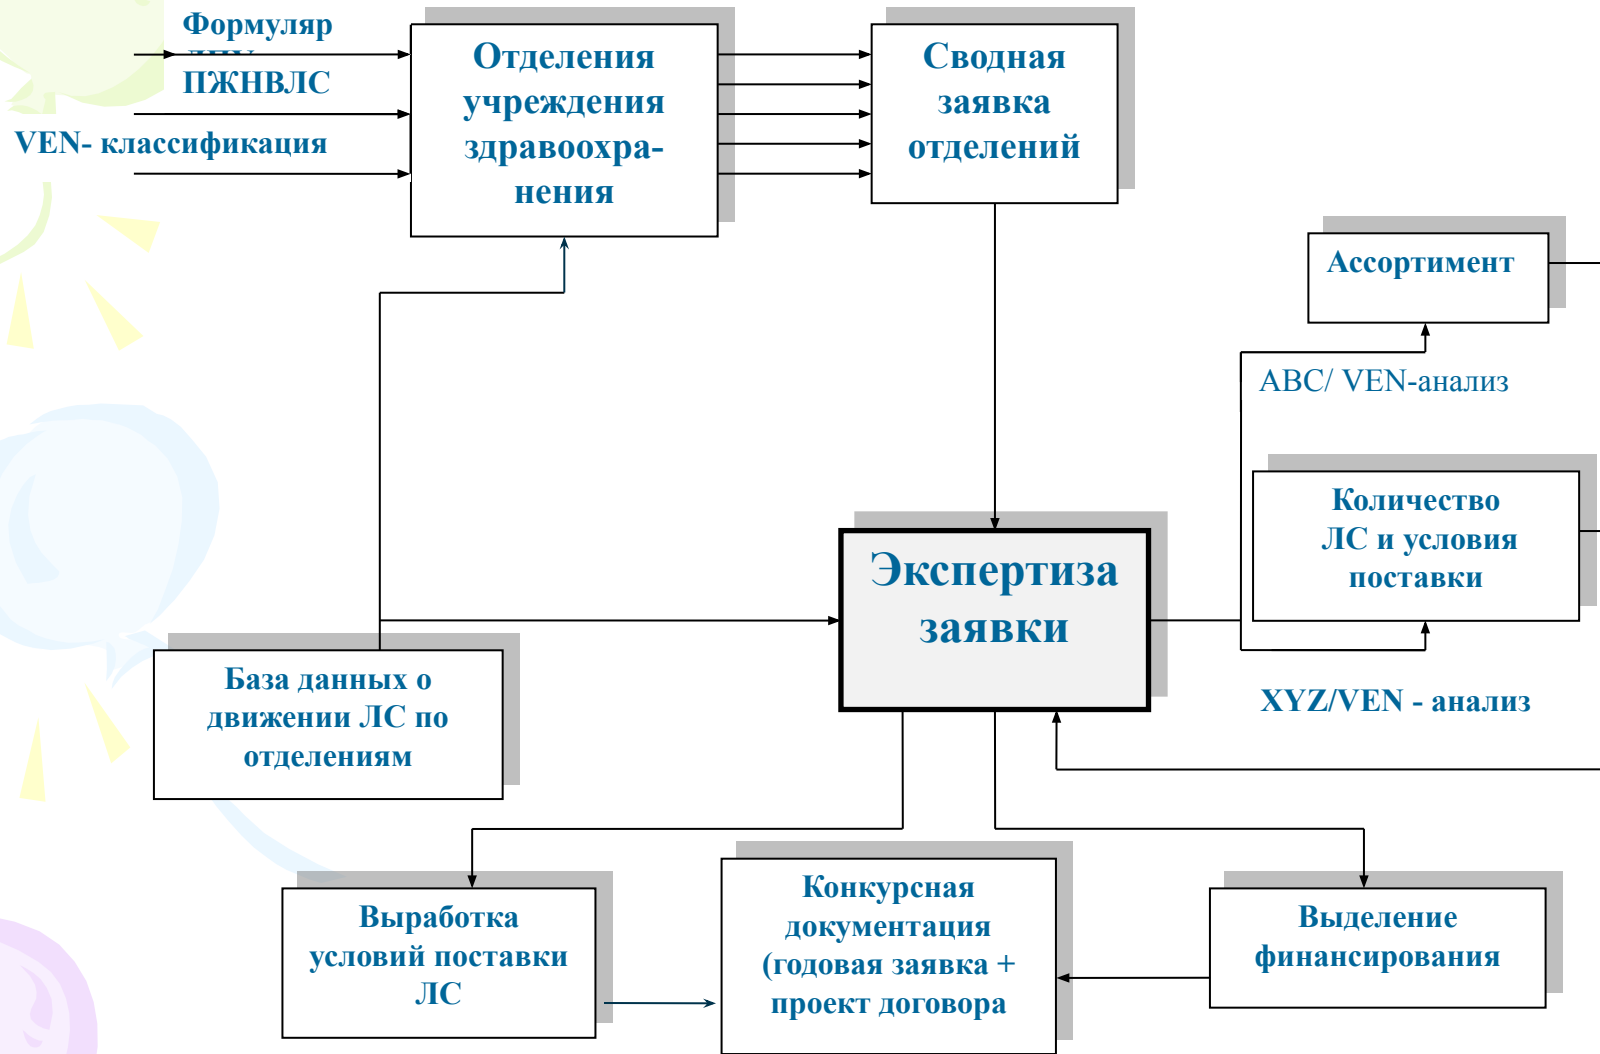 Формуляр
ПЖНВЛС
VEN- классификация
Отделения
учреждения
здравоохра-
нения
Сводная
заявка
отделений
Ассортимент
ABC/ VEN-анализ
Количество
ЛС и условия
поставки
XYZ/VEN - анализ
Экспертиза
заявки
База данных о
движении ЛС по
отделениям
Выработка
условий поставки
ЛС
Конкурсная
документация
(годовая заявка +
проект договора
Выделение
финансирования